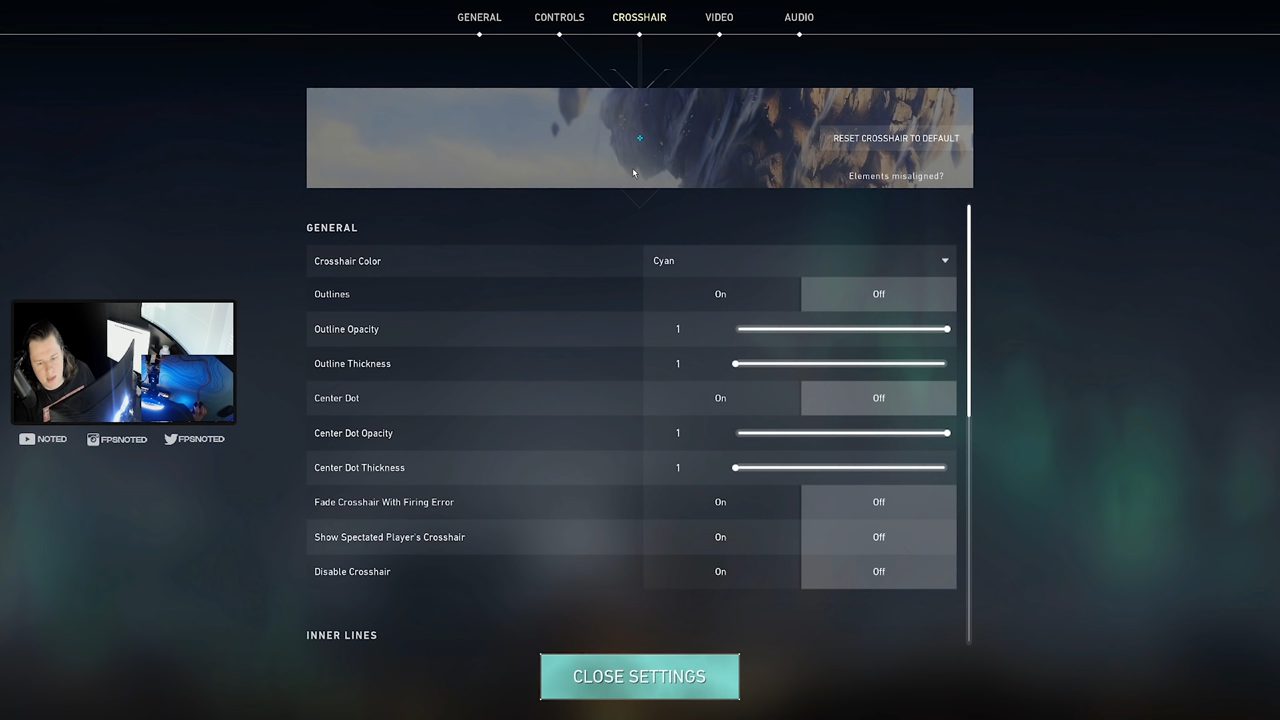 GENERAL CONTROLS CROSSHAIR VIDEO AUDIO
RESET CROSSHAIR TO DEFAULT
Elements misaligned?
GENERAL
Crosshair Color Cyan
Outlines On Off
Outline Opacity 1
Outline Thickness 1
Center Dot On Off
Center Dot Opacity 1
Center Dot Thickness 1
Fade Crosshair With Firing Error On Off
Show Spectated Player's Crosshair On Off
Disable Crosshair On Off
INNER LINES
CLOSE SETTINGS
NOTED FPSNOTED FPSNOTED